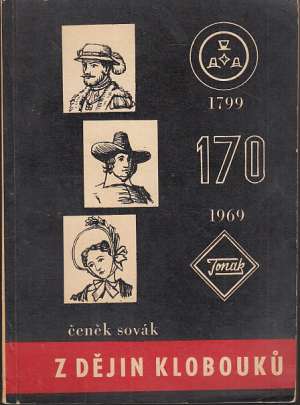 1799
170
1969
Tonak
čeněk sovák
Z DĚJIN KLOBOUKŮ